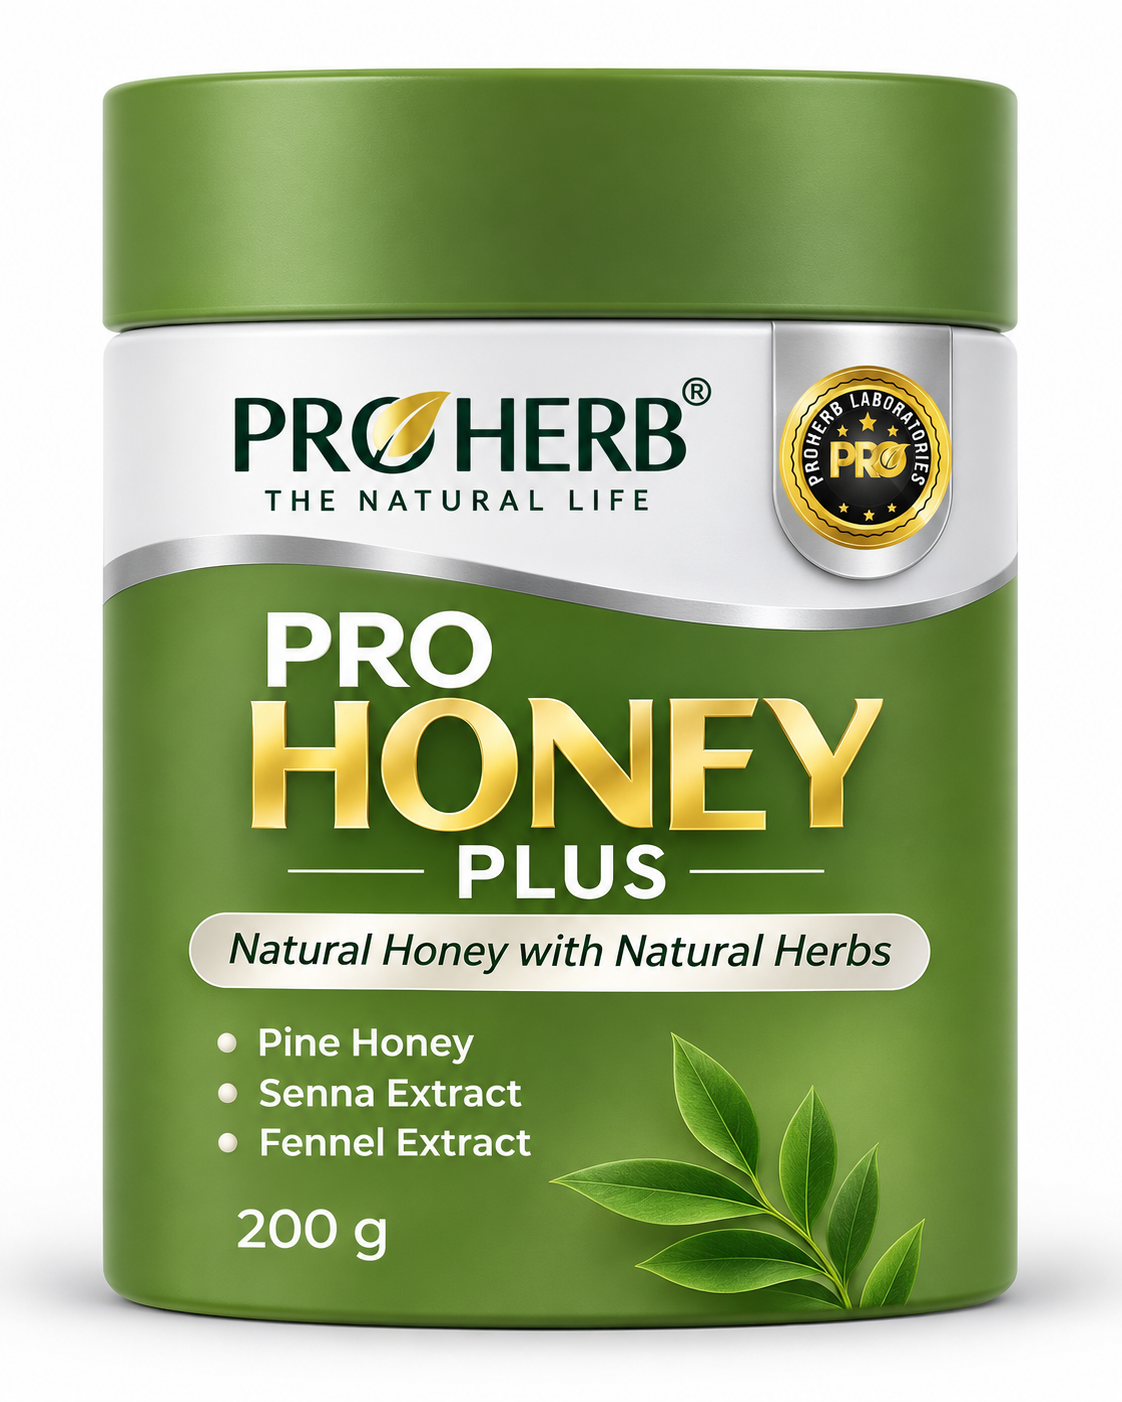 PROHERB®
THE NATURAL LIFE
PROHERB LABORATORIES
PRO
PRO
HONEY
PLUS
Natural Honey with Natural Herbs
Pine Honey
Senna Extract
Fennel Extract
200 g